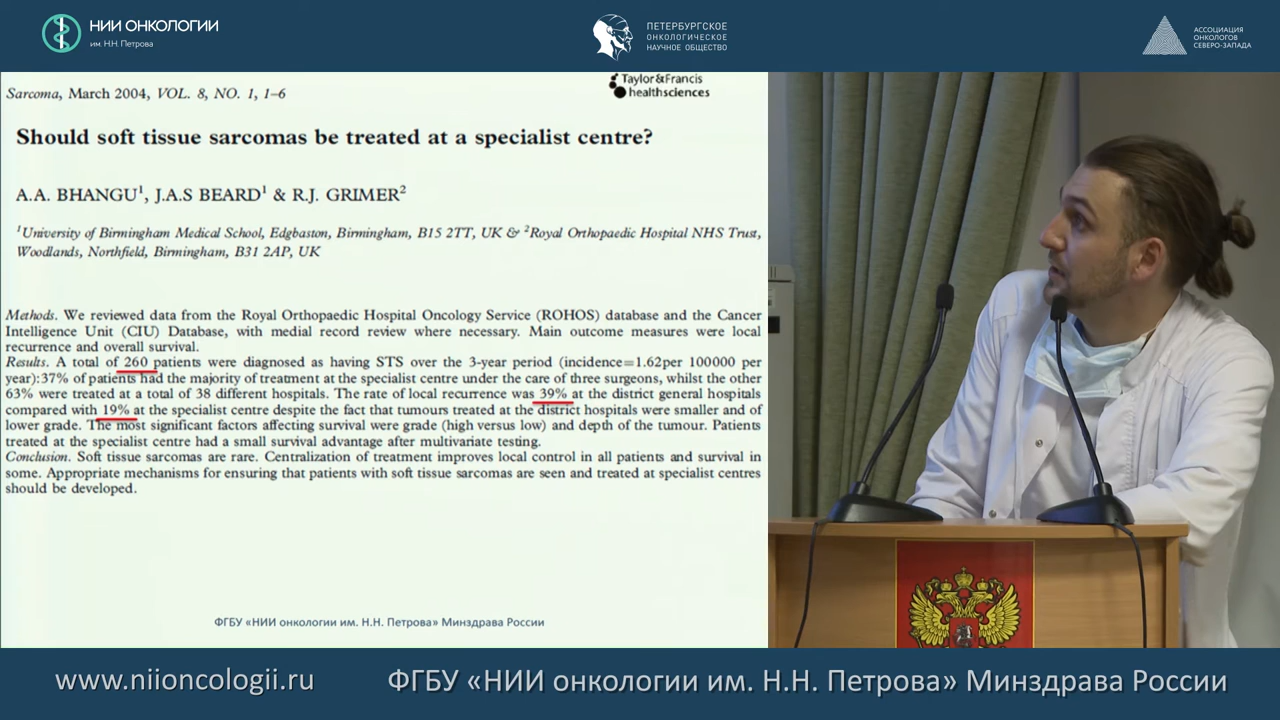 НИИ ОНКОЛОГИИ
им. Н.Н. Петрова
ПЕТЕРБУРГСКОЕ
ОНКОЛОГИЧЕСКОЕ
НАУЧНОЕ ОБЩЕСТВО
АССОЦИАЦИЯ
ОНКОЛОГОВ
СЕВЕРО-ЗАПАДА
Taylor&Francis
healthsciences
Sarcoma, March 2004, VOL. 8, NO. 1, 1–6
Should soft tissue sarcomas be treated at a specialist centre?
A.A. BHANGU¹, J.A.S BEARD¹ & R.J. GRIMER²
¹University of Birmingham Medical School, Edgbaston, Birmingham, B15 2TT, UK & ²Royal Orthopaedic Hospital NHS Trust,
Woodlands, Northfield, Birmingham, B31 2AP, UK
Methods. We reviewed data from the Royal Orthopaedic Hospital Oncology Service (ROHOS) database and the Cancer
Intelligence Unit (CIU) Database, with medial record review where necessary. Main outcome measures were local
recurrence and overall survival.
Results. A total of 260 patients were diagnosed as having STS over the 3-year period (incidence=1.62per 100000 per
year):37% of patients had the majority of treatment at the specialist centre under the care of three surgeons, whilst the other
63% were treated at a total of 38 different hospitals. The rate of local recurrence was 39% at the district general hospitals
compared with 19% at the specialist centre despite the fact that tumours treated at the district hospitals were smaller and of
lower grade. The most significant factors affecting survival were grade (high versus low) and depth of the tumour. Patients
treated at the specialist centre had a small survival advantage after multivariate testing.
Conclusion. Soft tissue sarcomas are rare. Centralization of treatment improves local control in all patients and survival in
some. Appropriate mechanisms for ensuring that patients with soft tissue sarcomas are seen and treated at specialist centres
should be developed.
ФГБУ «НИИ онкологии им. Н.Н. Петрова» Минздрава России
www.niioncologii.ru
ФГБУ «НИИ онкологии им. Н.Н. Петрова» Минздрава России